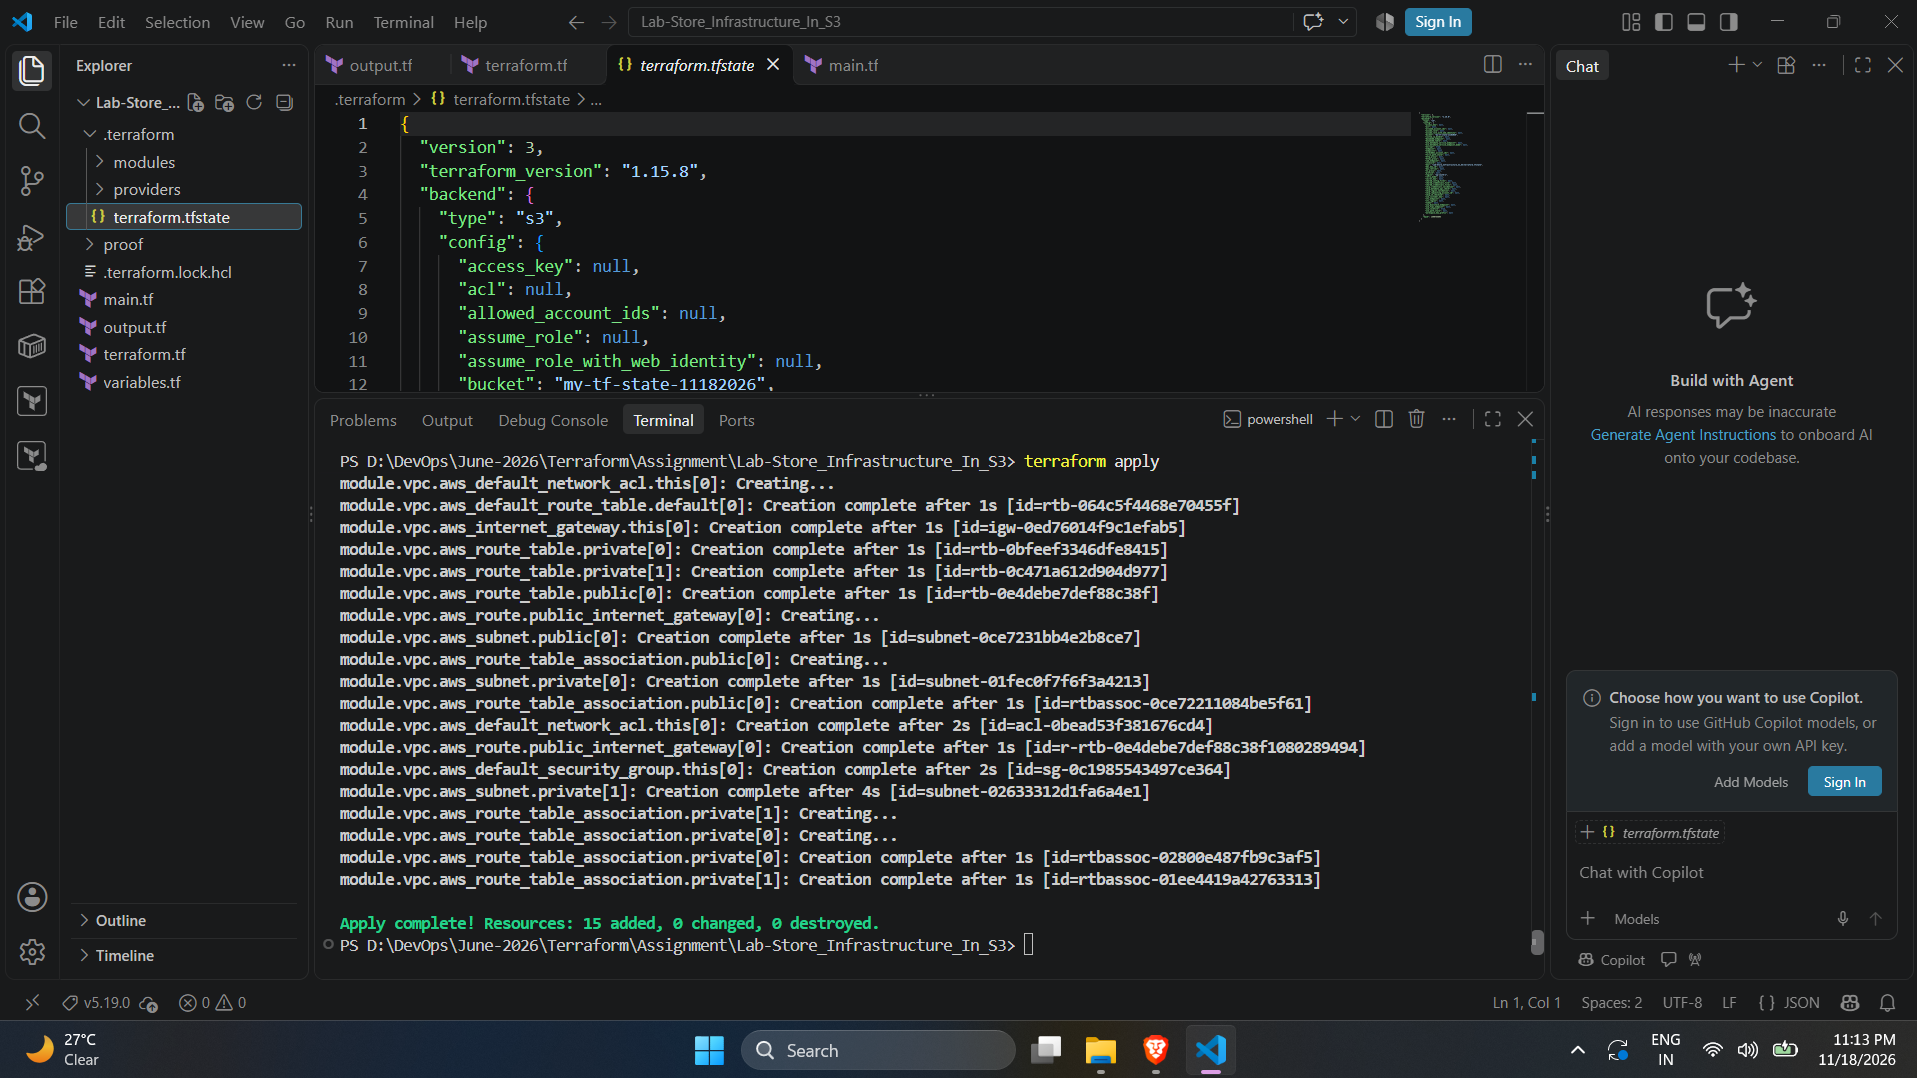 File Edit Selection View Go Run Terminal Help
Lab-Store_Infrastructure_In_S3
Sign In
Explorer
Lab-Store_...
.terraform
modules
providers
terraform.tfstate
proof
.terraform.lock.hcl
main.tf
output.tf
terraform.tf
variables.tf
Outline
Timeline
output.tf
terraform.tf
terraform.tfstate
main.tf
.terraform > {} terraform.tfstate > ...
1 {
2 "version": 3,
3 "terraform_version": "1.15.8",
4 "backend": {
5 "type": "s3",
6 "config": {
7 "access_key": null,
8 "acl": null,
9 "allowed_account_ids": null,
10 "assume_role": null,
11 "assume_role_with_web_identity": null,
12 "bucket": "my-tf-state-11182026",
Problems Output Debug Console Terminal Ports
powershell
PS D:\DevOps\June-2026\Terraform\Assignment\Lab-Store_Infrastructure_In_S3> terraform apply
module.vpc.aws_default_network_acl.this[0]: Creating...
module.vpc.aws_default_route_table.default[0]: Creation complete after 1s [id=rtb-064c5f4468e70455f]
module.vpc.aws_internet_gateway.this[0]: Creation complete after 1s [id=igw-0ed76014f9c1efab5]
module.vpc.aws_route_table.private[0]: Creation complete after 1s [id=rtb-0bfeef3346dfe8415]
module.vpc.aws_route_table.private[1]: Creation complete after 1s [id=rtb-0c471a612d904d977]
module.vpc.aws_route_table.public[0]: Creation complete after 1s [id=rtb-0e4debe7def88c38f]
module.vpc.aws_route.public_internet_gateway[0]: Creating...
module.vpc.aws_subnet.public[0]: Creation complete after 1s [id=subnet-0ce7231bb4e2b8ce7]
module.vpc.aws_route_table_association.public[0]: Creating...
module.vpc.aws_subnet.private[0]: Creation complete after 1s [id=subnet-01fec0f7f6f3a4213]
module.vpc.aws_route_table_association.public[0]: Creation complete after 1s [id=rtbassoc-0ce72211084be5f61]
module.vpc.aws_default_network_acl.this[0]: Creation complete after 2s [id=acl-0bead53f381676cd4]
module.vpc.aws_route.public_internet_gateway[0]: Creation complete after 1s [id=r-rtb-0e4debe7def88c38f1080289494]
module.vpc.aws_default_security_group.this[0]: Creation complete after 2s [id=sg-0c1985543497ce364]
module.vpc.aws_subnet.private[1]: Creation complete after 4s [id=subnet-02633312d1fa6a4e1]
module.vpc.aws_route_table_association.private[1]: Creating...
module.vpc.aws_route_table_association.private[0]: Creating...
module.vpc.aws_route_table_association.private[0]: Creation complete after 1s [id=rtbassoc-02800e487fb9c3af5]
module.vpc.aws_route_table_association.private[1]: Creation complete after 1s [id=rtbassoc-01ee4419a42763313]
Apply complete! Resources: 15 added, 0 changed, 0 destroyed.
PS D:\DevOps\June-2026\Terraform\Assignment\Lab-Store_Infrastructure_In_S3>
Chat
Build with Agent
AI responses may be inaccurate
Generate Agent Instructions to onboard AI
onto your codebase.
Choose how you want to use Copilot.
Sign in to use GitHub Copilot models, or
add a model with your own API key.
Add Models Sign In
{} terraform.tfstate
Chat with Copilot
Models
Copilot
v5.19.0 0 0
Ln 1, Col 1 Spaces: 2 UTF-8 LF {} JSON
27°C
Clear
Search
ENG
IN
11:13 PM
11/18/2026